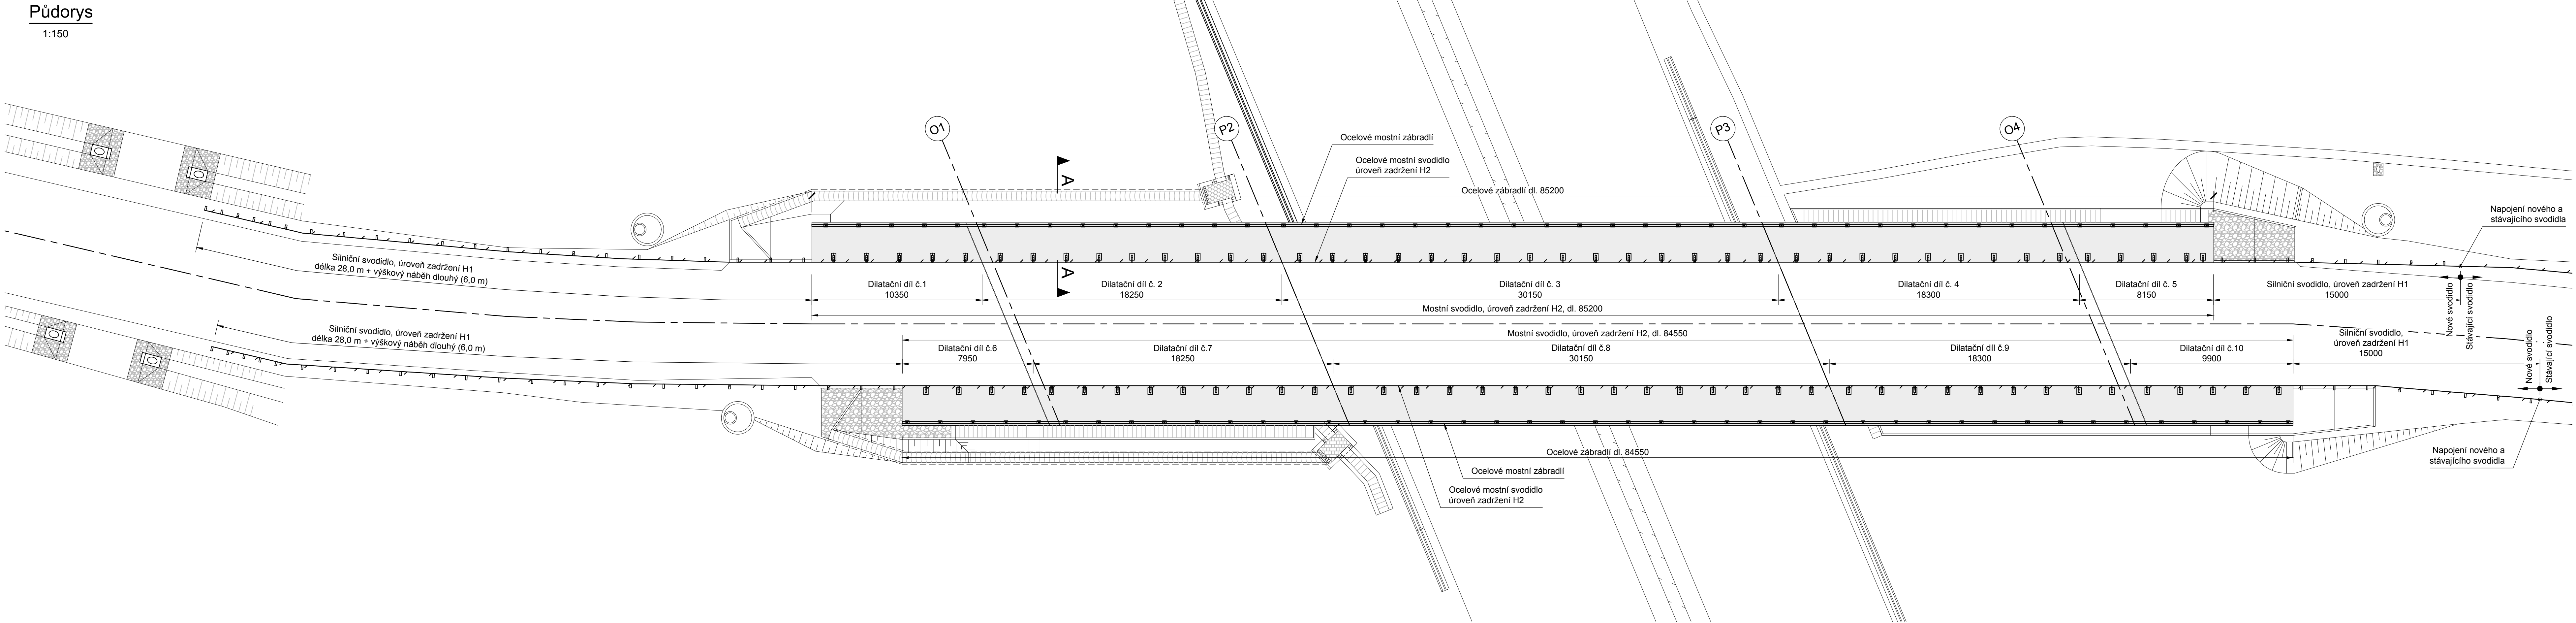 Půdorys
1:150
O1
P2
P3
O4
A
A
Ocelové mostní zábradlí
Ocelové mostní svodidlo
úroveň zadržení H2
Ocelové zábradlí dl. 85200
Napojení nového a
stávajícího svodidla
Silniční svodidlo, úroveň zadržení H1
délka 28,0 m + výškový náběh dlouhý (6,0 m)
Dilatační díl č.1
10350
Dilatační díl č. 2
18250
Dilatační díl č. 3
30150
Dilatační díl č. 4
18300
Dilatační díl č. 5
8150
Silniční svodidlo, úroveň zadržení H1
15000
Mostní svodidlo, úroveň zadržení H2, dl. 85200
Nové svodidlo
Stávající svodidlo
Silniční svodidlo, úroveň zadržení H1
délka 28,0 m + výškový náběh dlouhý (6,0 m)
Mostní svodidlo, úroveň zadržení H2, dl. 84550
Dilatační díl č.6
7950
Dilatační díl č.7
18250
Dilatační díl č.8
30150
Dilatační díl č.9
18300
Dilatační díl č.10
9900
Silniční svodidlo,
úroveň zadržení H1
15000
Nové svodidlo
Stávající svodidlo
Ocelové zábradlí dl. 84550
Ocelové mostní zábradlí
Ocelové mostní svodidlo
úroveň zadržení H2
Napojení nového a
stávajícího svodidla